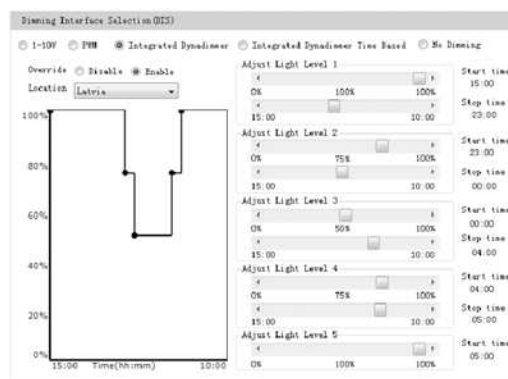 Dimming Interface Selection(DIS)
1-10V PWM Integrated Dynadimmer Integrated Dynadimmer Time Based No Dimming
Override Disable Enable
Location Latvia
100%
80%
60%
40%
20%
0%
15:00 Time(hh:mm) 10:00
Adjust Light Level 1
0% 100% 100%
15:00 10:00
Start time
15:00
Stop time
23:00
Adjust Light Level 2
0% 75% 100%
15:00 10:00
Start time
23:00
Stop time
00:00
Adjust Light Level 3
0% 50% 100%
15:00 10:00
Start time
00:00
Stop time
04:00
Adjust Light Level 4
0% 75% 100%
15:00 10:00
Start time
04:00
Stop time
05:00
Adjust Light Level 5
0% 100% 100%
Start time
05:00